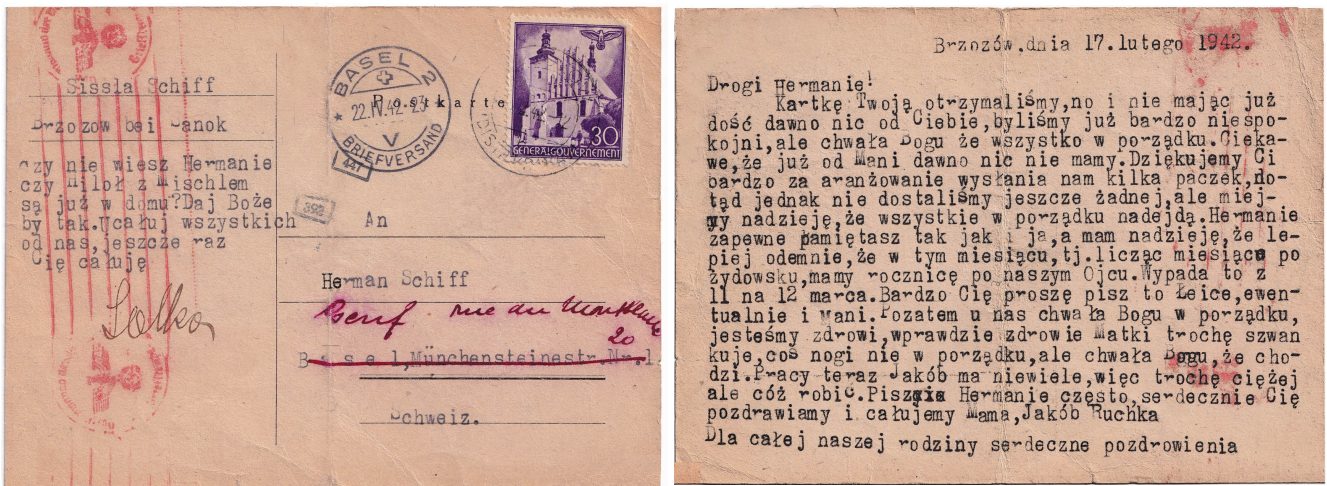 Sissla Schiff
Brzozow bei Sanok
czy nie wiesz Hermanie
czy Milol z Mischlem
są już w domu?Daj Boże
by tak.Ucałuj wszystkich
od nas,jeszcze raz
Cię całuję
Salka
BASEL 2
22.IV.42-23
V
BRIEFVERSAND
441
Postkarte
30
GENERALGOUVERNEMENT
392
An
Herman Schiff
Genf rue du
20
Basel,Münchensteinestr.Nr.1
Schweiz.
Brzozów,dnia 17.lutego 1942.
Drogi Hermanie!
Kartkę Twoją otrzymaliśmy,no i nie mając już
dość dawno nic od Ciebie,byliśmy już bardzo niespo-
kojni,ale chwała Bogu że wszystko w porządku.Cieka-
we,że już od Mani dawno nic nie mamy.Dziękujemy Ci
bardzo za aranżowanie wysłania nam kilka paczek,do-
tąd jednak nie dostaliśmy jeszcze żadnej,ale miej-
my nadzieję,że wszystkie w porządku nadejdą.Hermanie
zapewne pamiętasz tak jak i ja,a mam nadzieję,że le-
piej odemnie,że w tym miesiącu,tj.licząc miesiące po
żydowsku,mamy rocznicę po naszym Ojcu.Wypada to z
11 na 12 marca.Bardzo Cię proszę pisz to Leice,ewen-
tualnie i Mani.Pozatem u nas chwała Bogu w porządku,
jesteśmy zdrowi,wprawdzie zdrowie Matki trochę szwan
kuje,coś nogi nie w porządku,ale chwała Bogu,że cho-
dzi.Pracy teraz Jakób ma niewiele,więc trochę ciężej
ale cóż robić.Hermanie często,serdecznie Cię
pozdrawiamy i całujemy Mama,Jakób Ruchka
Dla całej naszej rodziny serdeczne pozdrowienia